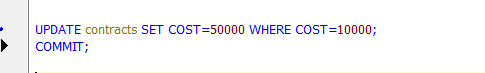 UPDATE contracts SET COST=50000 WHERE COST=10000;
COMMIT;